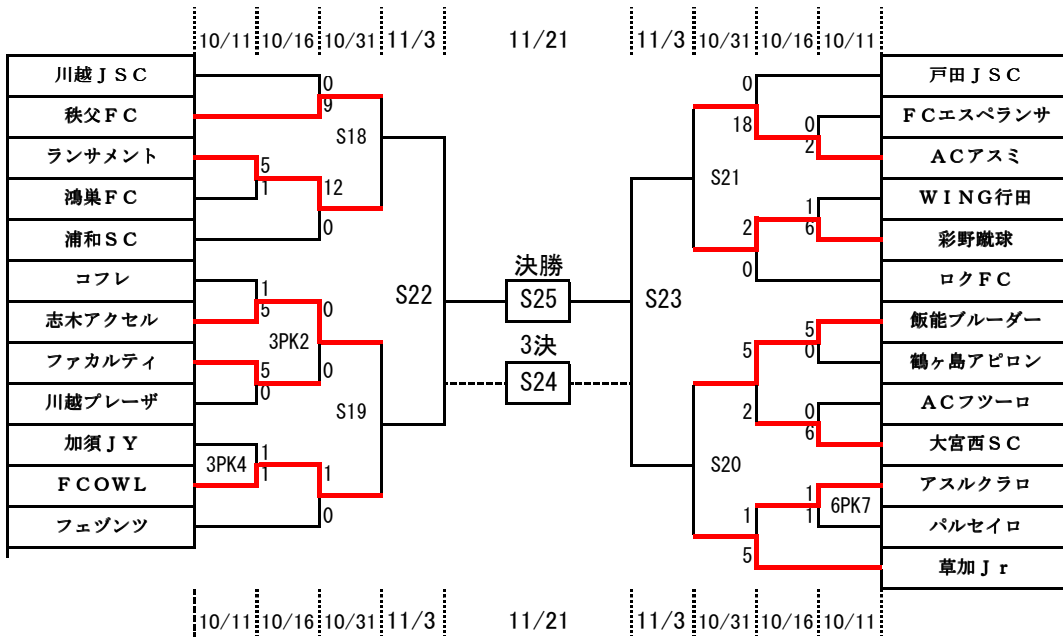 10/11 10/16 10/31 11/3 11/21 11/3 10/31 10/16 10/11
川越ＪＳＣ
秩父ＦＣ
ランサメント
鴻巣ＦＣ
浦和ＳＣ
コフレ
志木アクセル
ファカルティ
川越プレーザ
加須ＪＹ
ＦＣＯＷＬ
フェヅンツ
0
9
S18
5
1
12
0
1
5
0
3PK2
5
0
0
S19
3PK4
1
1
1
0
S22
決勝
S25
3決
S24
S23
0
18
0
2
S21
1
6
2
0
5
0
5
2
0
6
S20
1
1
6PK7
1
5
戸田ＪＳＣ
ＦＣエスペランサ
ＡＣアスミ
ＷＩＮＧ行田
彩野蹴球
ロクＦＣ
飯能ブルーダー
鶴ヶ島アピロン
ＡＣフツーロ
大宮西ＳＣ
アスルクラロ
パルセイロ
草加Ｊｒ
10/11 10/16 10/31 11/3 11/21 11/3 10/31 10/16 10/11